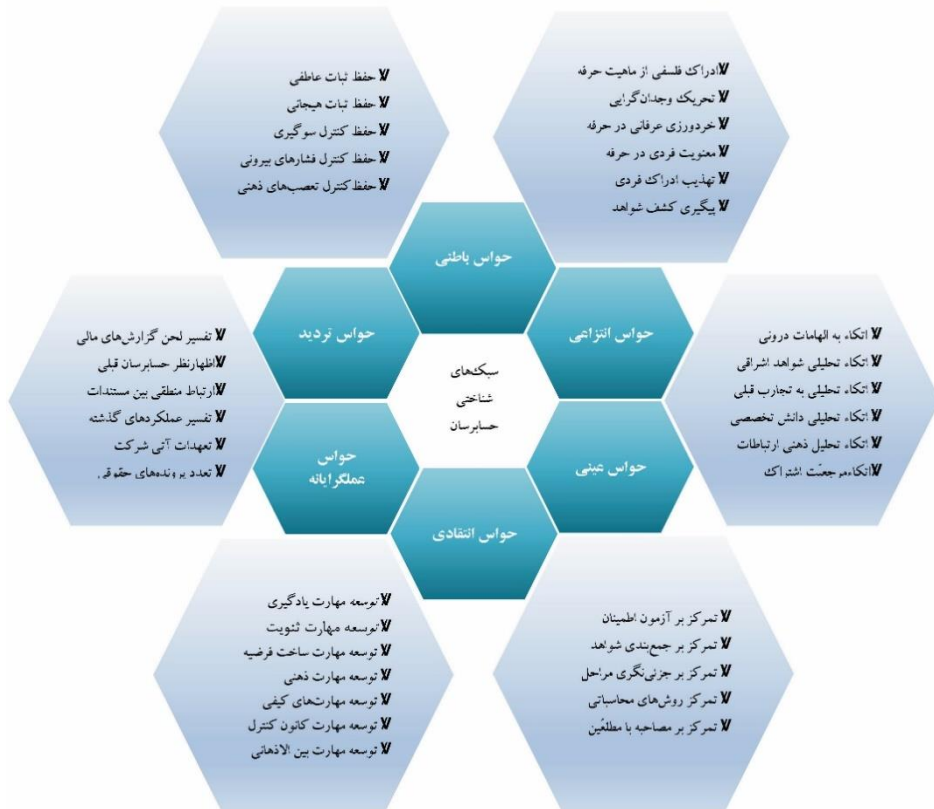 ادراک فلسفی از ماهیت حرفه
تحریک وجدان‌گرایی
خردورزی عرفانی در حرفه
معنویت فردی در حرفه
تهذیب ادراک فردی
پیگیری کشف شواهد
حفظ ثبات عاطفی
حفظ ثبات هیجانی
حفظ کنترل سوگیری
حفظ کنترل فشارهای بیرونی
حفظ کنترل تعصب‌های ذهنی
حواس باطنی
حواس انتزاعی
حواس تردید
اتکاء به الهامات درونی
اتکاء تحلیلی شواهد اشراقی
اتکاء تحلیلی به تجارب قبلی
اتکاء تحلیلی دانش تخصصی
اتکاء تحلیل ذهنی ارتباطات
اتکاء مرجعیّت اشتراک
سبک‌های
شناختی
حسابرسان
تفسیر لحن گزارش‌های مالی
اظهارنظر حسابرسان قبلی
ارتباط منطقی بین مستندات
تفسیر عملکردهای گذشته
تعهدات آتی شرکت
تعدد پرونده‌های حقوقی
حواس عینی
حواس
عملگرایانه
حواس انتقادی
تمرکز بر آزمون اطمینان
تمرکز بر جمع‌بندی شواهد
تمرکز بر جزئی‌نگری مراحل
تمرکز روش‌های محاسباتی
تمرکز بر مصاحبه با مطلعین
توسعه مهارت یادگیری
توسعه مهارت ثنویت
توسعه مهارت ساخت فرضیه
توسعه مهارت ذهنی
توسعه مهارت‌های کیفی
توسعه مهارت کانون کنترل
توسعه مهارت بین الاذهانی